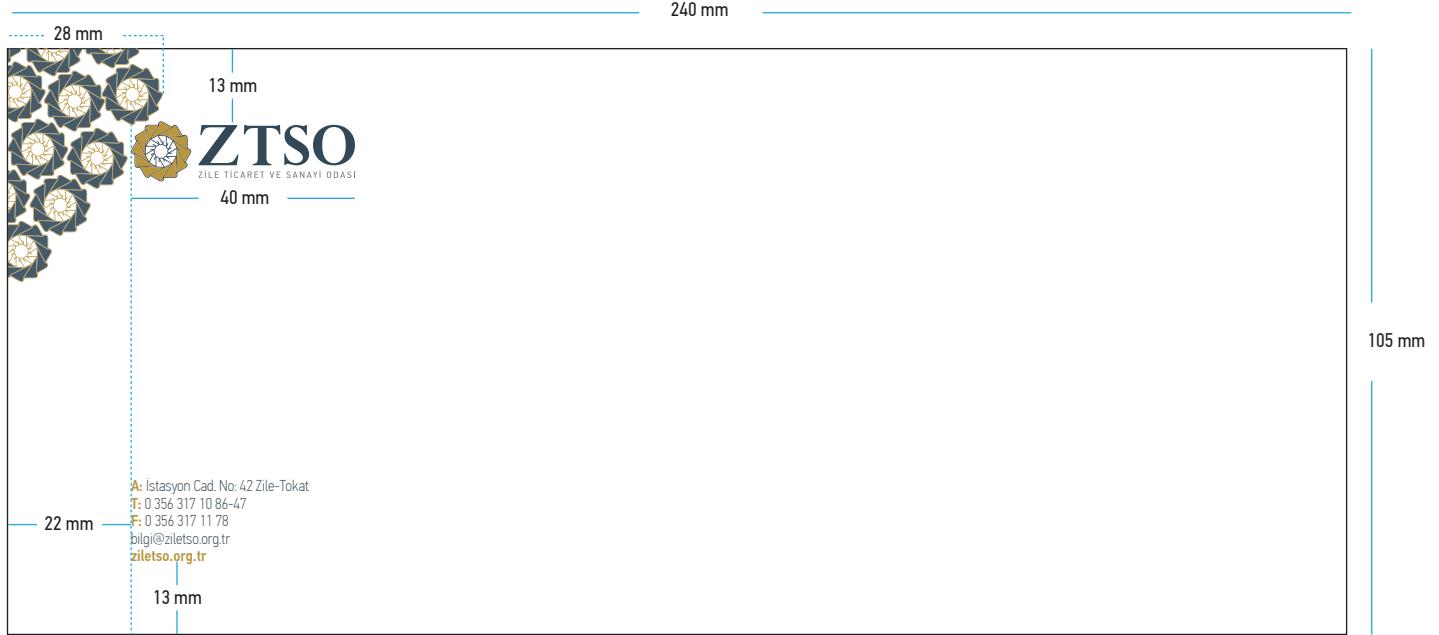 240 mm
28 mm
13 mm
ZTSO
ZİLE TİCARET VE SANAYİ ODASI
40 mm
105 mm
A: İstasyon Cad. No: 42 Zile-Tokat
T: 0 356 317 10 86-47
F: 0 356 317 11 78
22 mm
bilgi@ziletso.org.tr
ziletso.org.tr
13 mm